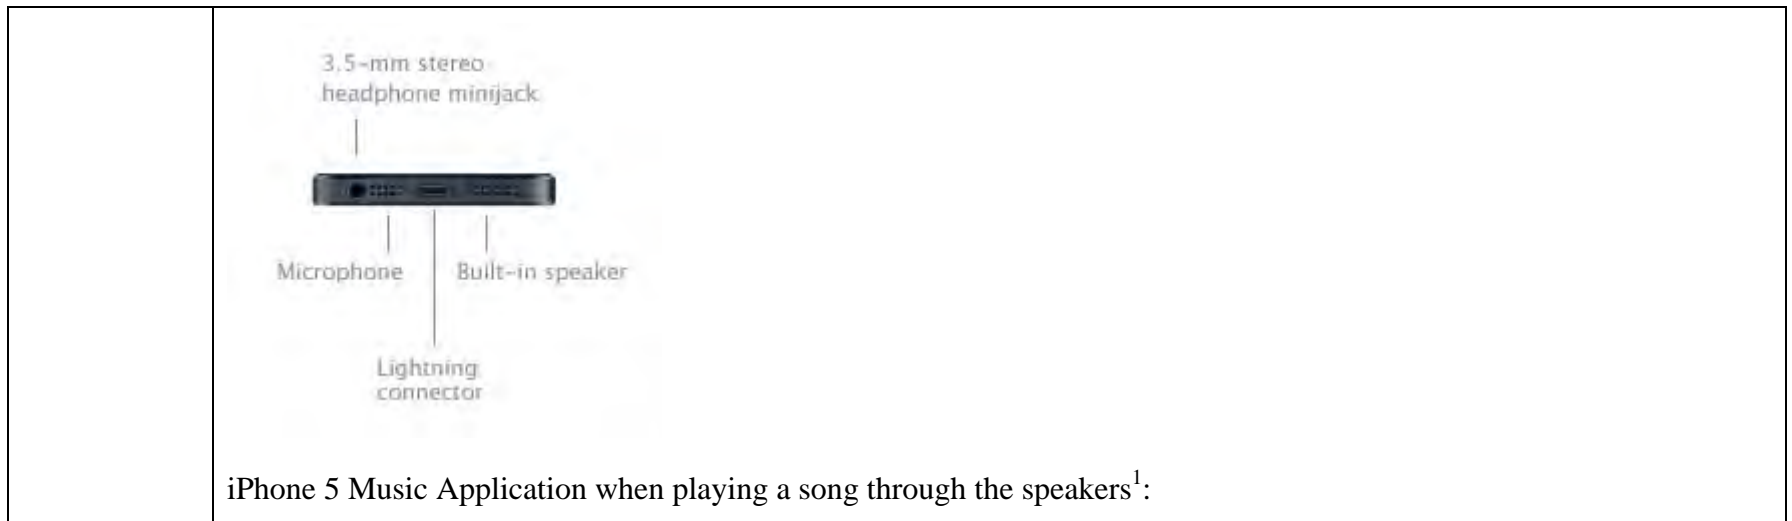 3.5-mm stereo
headphone minijack
Microphone
Built-in speaker
Lightning
connector
iPhone 5 Music Application when playing a song through the speakers1: